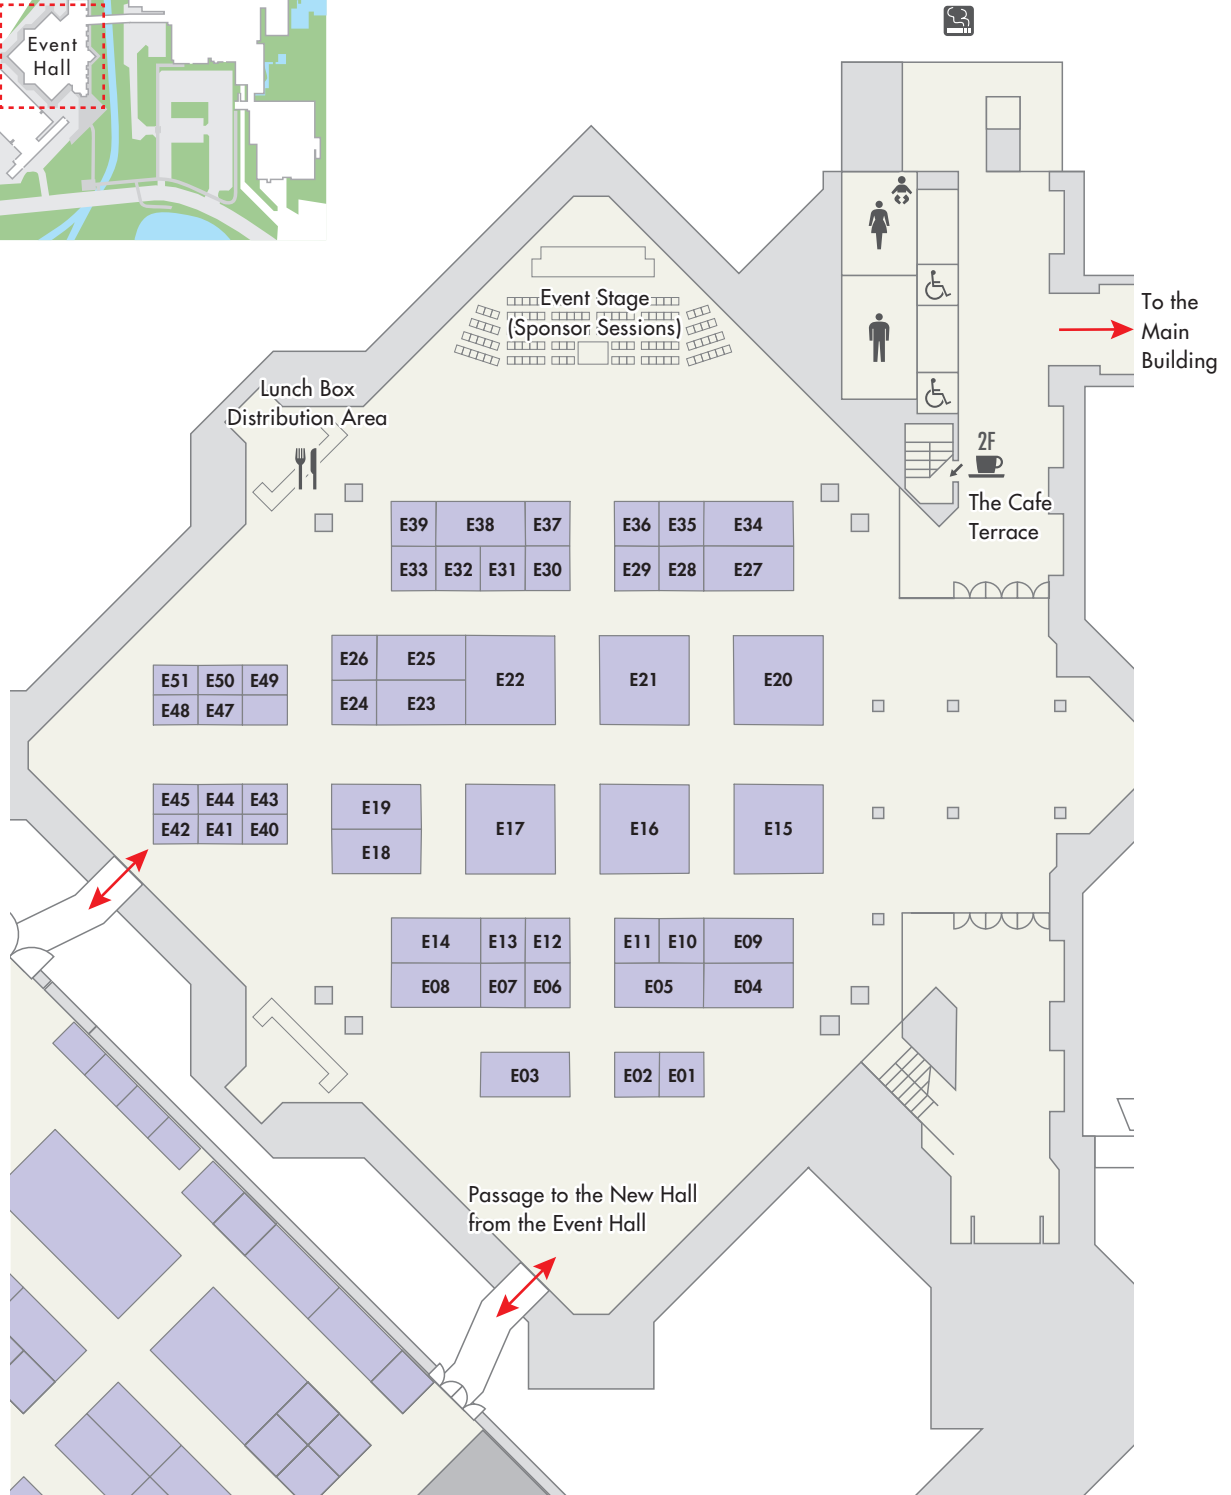 Event
Hall
Event Stage
(Sponsor Sessions)
To the
Main
Building
Lunch Box
Distribution Area
2F
The Cafe
Terrace
E39 E38 E37 E36 E35 E34
E33 E32 E31 E30 E29 E28 E27
E26 E25 E22 E21 E20
E51 E50 E49
E48 E47 E24 E23
E45 E44 E43 E19 E17 E16 E15
E42 E41 E40 E18
E14 E13 E12 E11 E10 E09
E08 E07 E06 E05 E04
E03 E02 E01
Passage to the New Hall
from the Event Hall